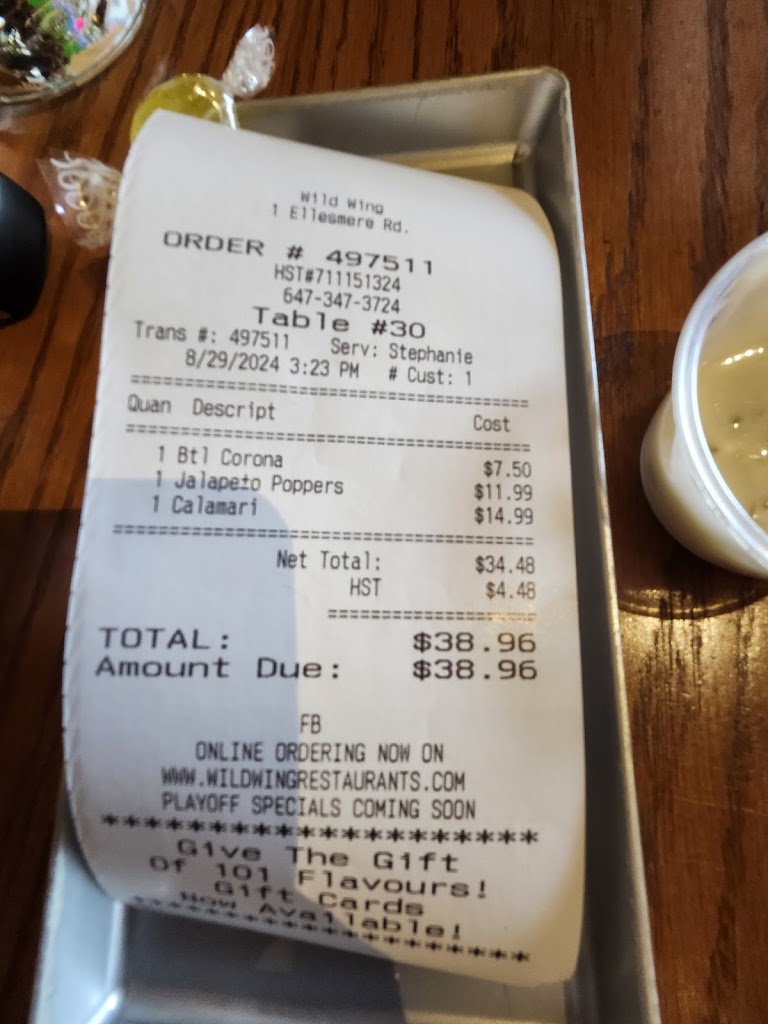 Wild Wing
1 Ellesmere Rd.
ORDER # 497511
HST#711151324
647-347-3724
Table #30
Trans #: 497511 Serv: Stephanie
8/29/2024 3:23 PM # Cust: 1
==========================================
Quan Descript Cost
==========================================
1 Btl Corona $7.50
1 Jalapeto Poppers $11.99
1 Calamari $14.99
==========================================
Net Total: $34.48
HST $4.48
====================
TOTAL: $38.96
Amount Due: $38.96
FB
ONLINE ORDERING NOW ON
WWW.WILDWINGRESTAURANTS.COM
PLAYOFF SPECIALS COMING SOON
********************
Give The Gift
Of 101 Flavours!
Gift Cards
Now Available!
********************